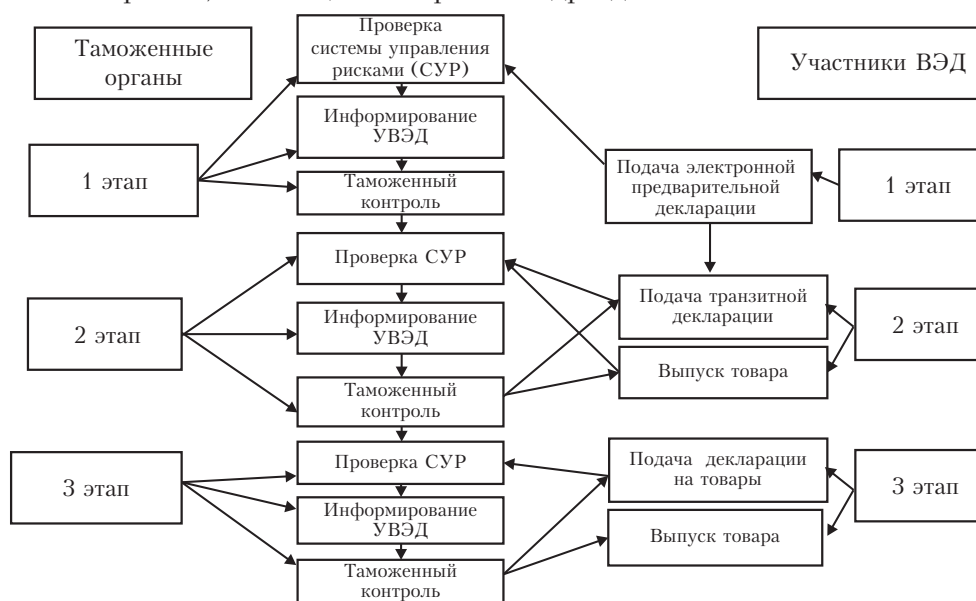 Таможенные
органы
Проверка
системы управления
рисками (СУР)
Участники ВЭД
Информирование
УВЭД
1 этап
Таможенный
контроль
Подача электронной
предварительной
декларации
1 этап
Проверка СУР
2 этап
Информирование
УВЭД
Подача транзитной
декларации
2 этап
Таможенный
контроль
Выпуск товара
Проверка СУР
3 этап
Информирование
УВЭД
Подача декларации
на товары
3 этап
Таможенный
контроль
Выпуск товара